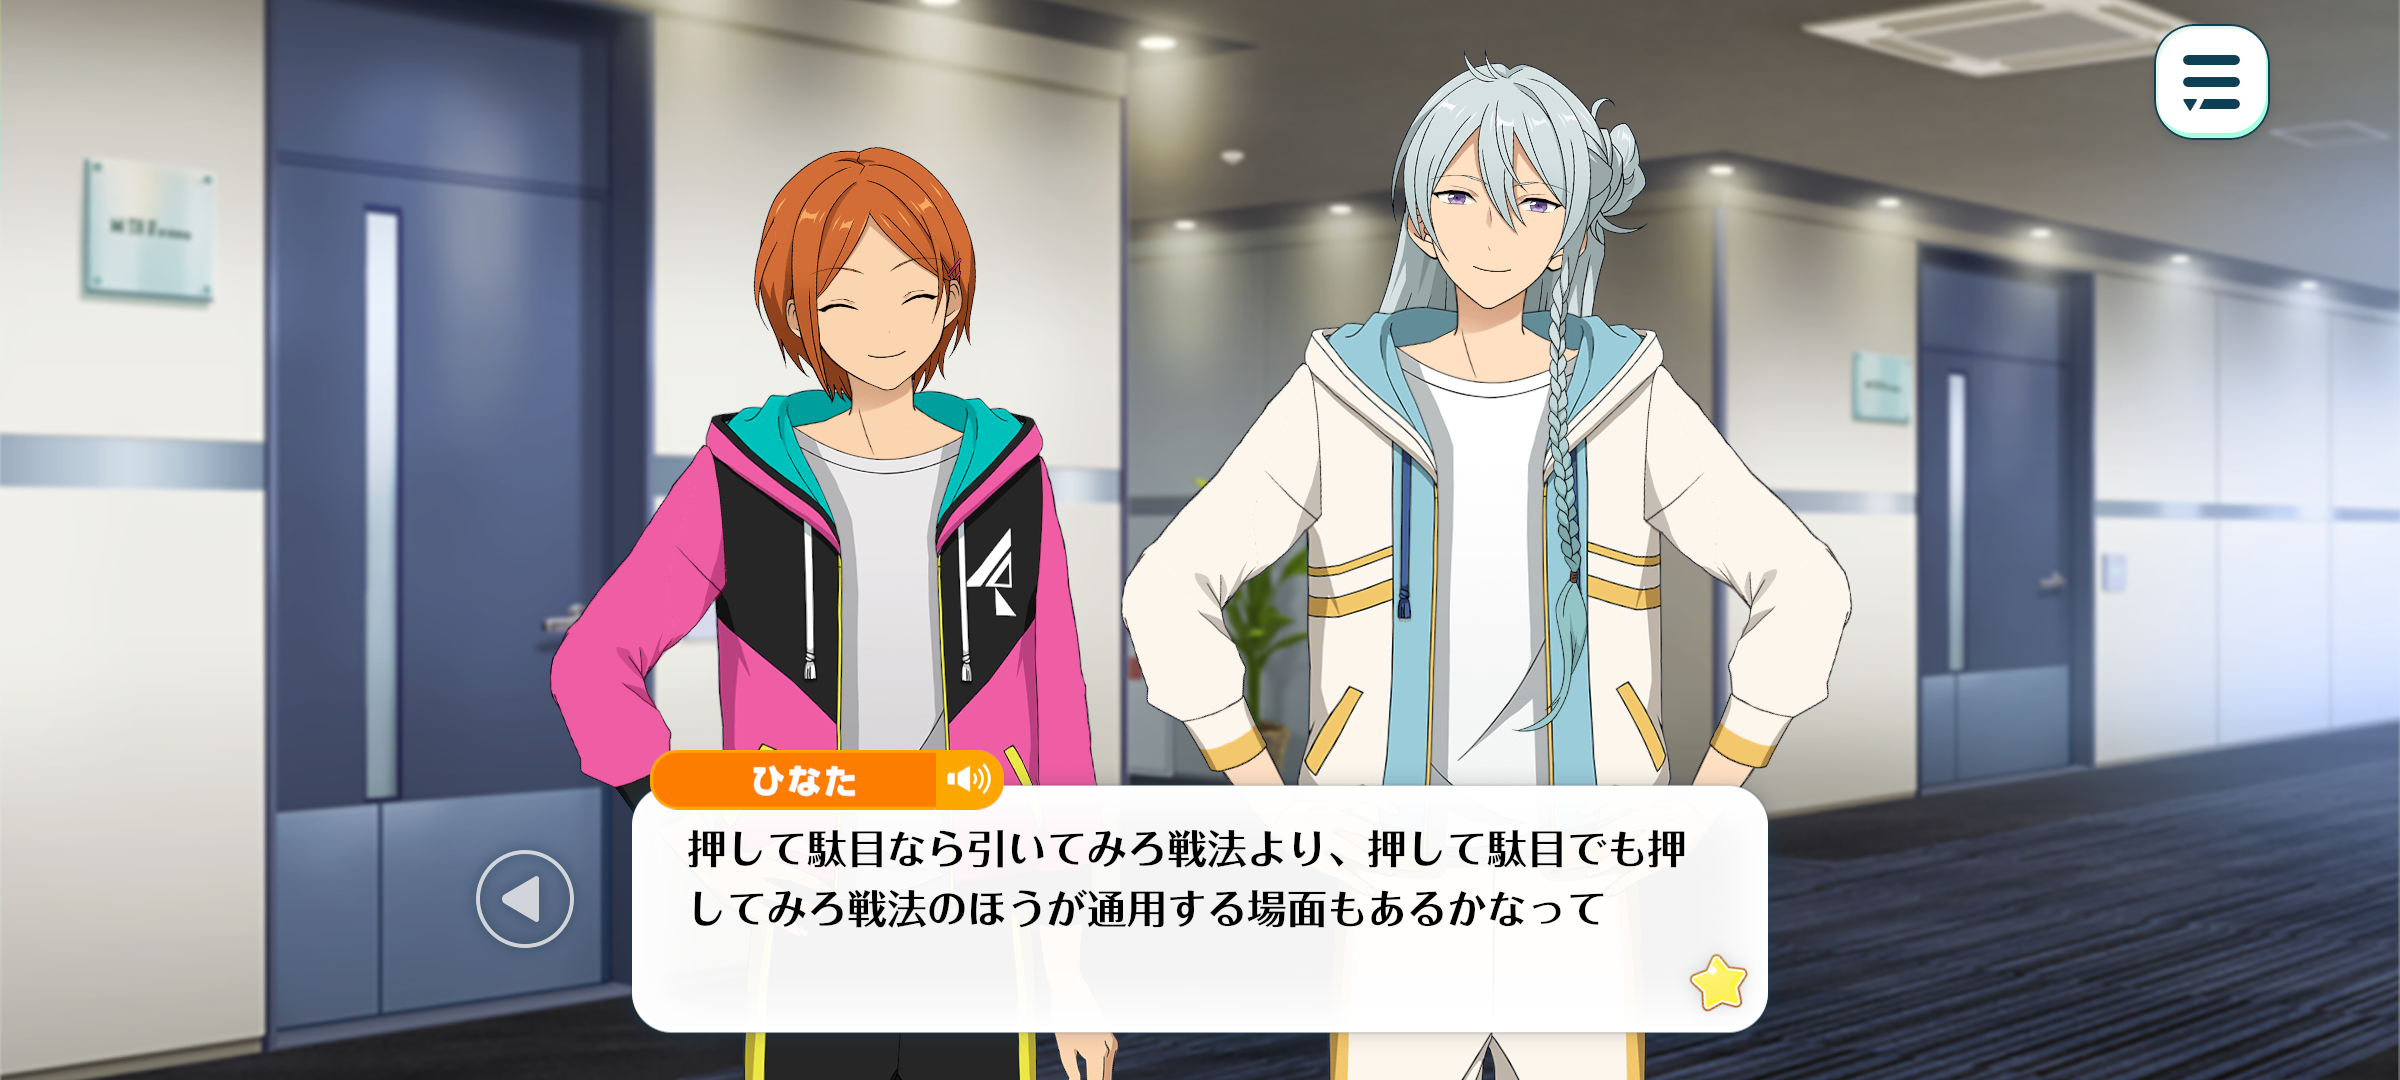 ひなた
押して駄目なら引いてみろ戦法より、押して駄目でも押
してみろ戦法のほうが通用する場面もあるかなって